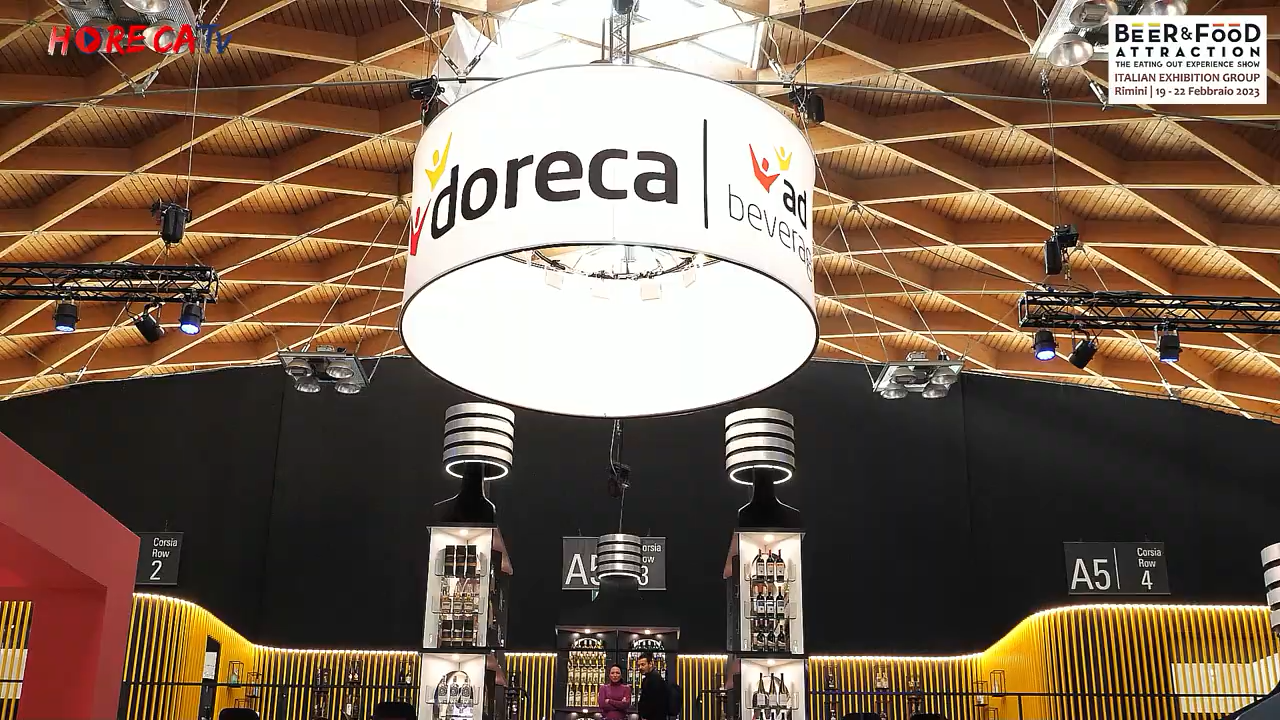 HORECATV
BEER&FOOD
ATTRACTION
THE EATING OUT EXPERIENCE SHOW
ITALIAN EXHIBITION GROUP
Rimini | 19 - 22 Febbraio 2023
doreca | ad
Corsia
Row
2
A5
Corsia
Row
3
A5
Corsia
Row
4